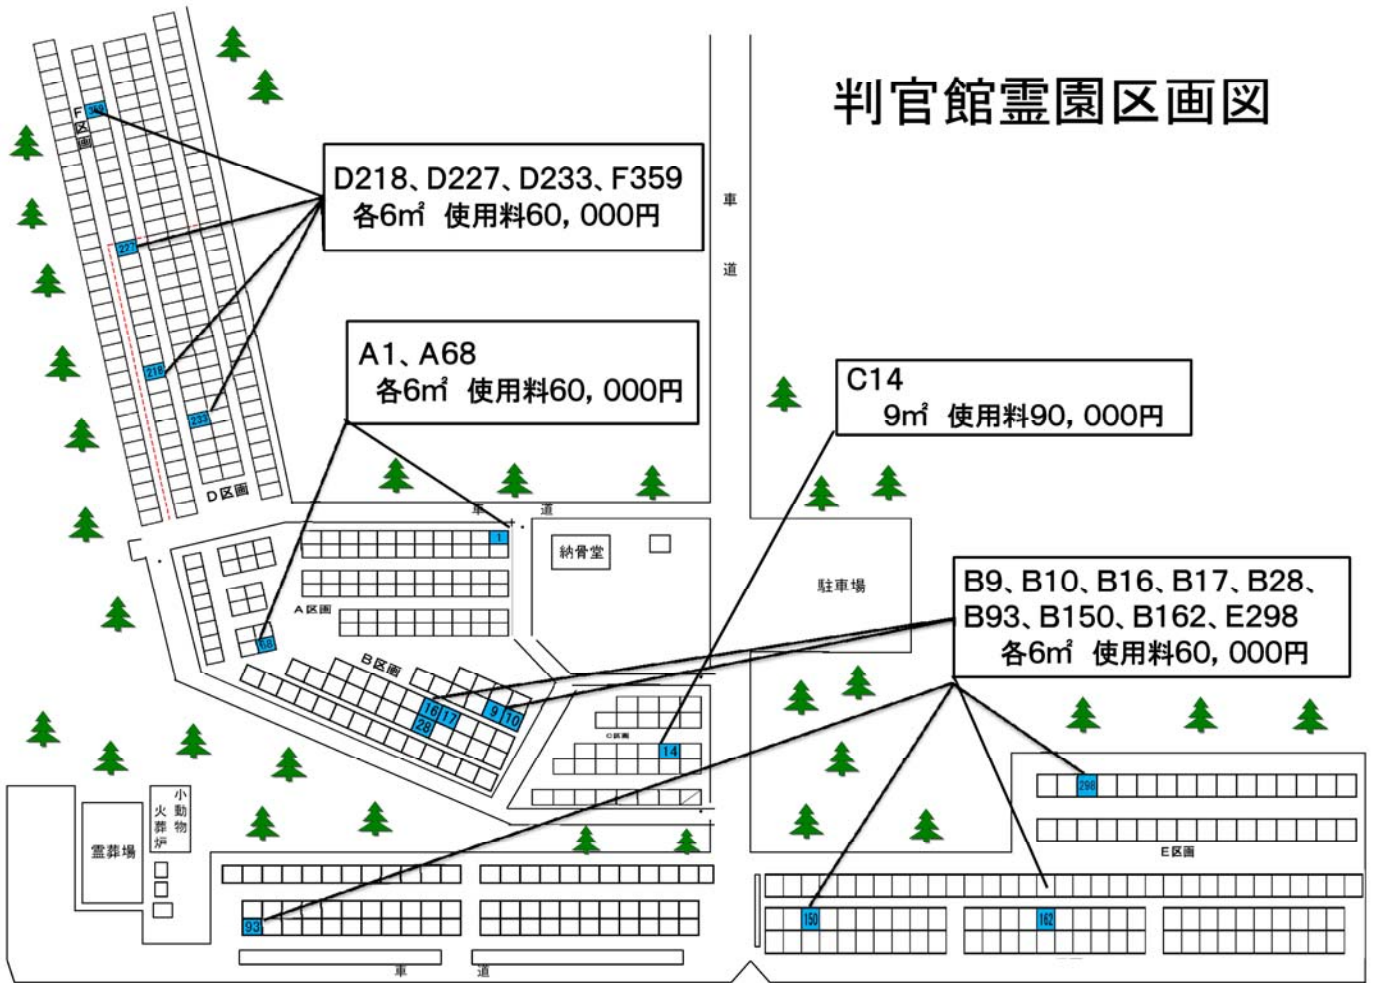 判官館霊園区画図
359
F区画
D218、D227、D233、F359
各6㎡ 使用料60,000円
車道
227
218
233
D区画
A1、A68
各6㎡ 使用料60,000円
C14
9㎡ 使用料90,000円
車道
1
納骨堂
駐車場
A区画
68
B9、B10、B16、B17、B28、
B93、B150、B162、E298
各6㎡ 使用料60,000円
B区画
16 17
9 10
28
C区画
14
298
小動物
火葬炉
霊葬場
E区画
93
150
162
車道